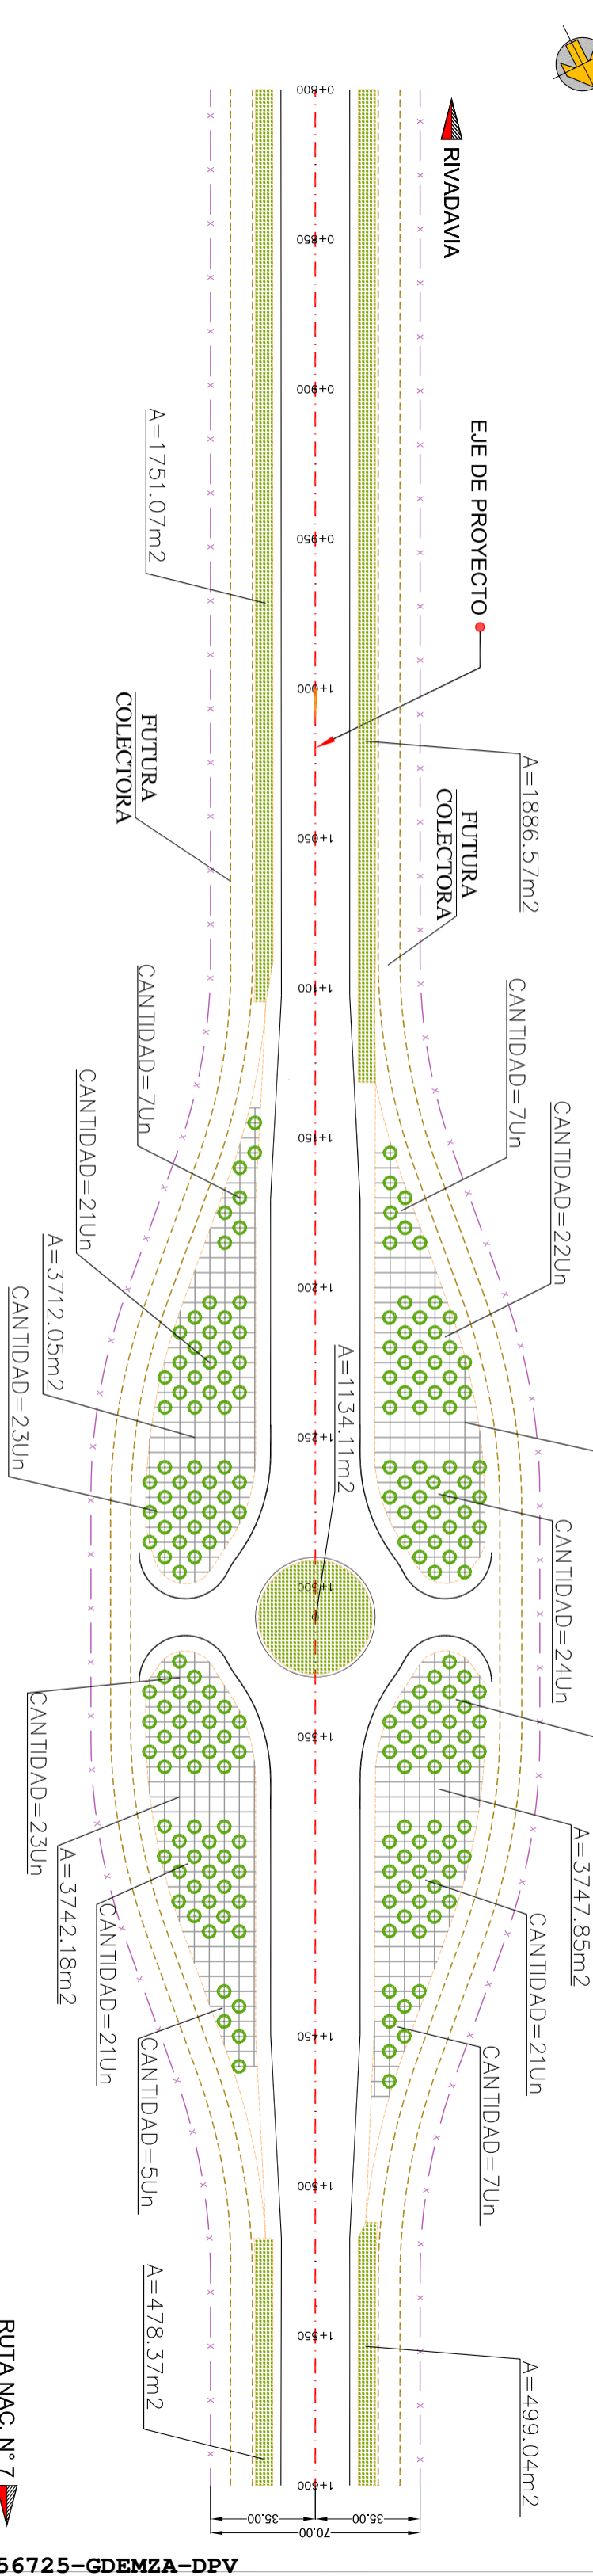 0+800
RIVADAVIA
0+850
0+900
A=1751.07m2
EJE DE PROYECTO
0+950
1+000
FUTURA
COLECTORA
A=1886.57m2
FUTURA
COLECTORA
1+050
1+100
CANTIDAD=7Un
CANTIDAD=7Un
CANTIDAD=21Un
CANTIDAD=22Un
1+150
1+200
A=3712.05m2
CANTIDAD=23Un
A=1134.11m2
1+250
CANTIDAD=24Un
1+300
CANTIDAD=23Un
1+350
A=3742.18m2
A=3747.85m2
CANTIDAD=21Un
CANTIDAD=21Un
1+450
CANTIDAD=5Un
CANTIDAD=7Un
1+500
A=478.37m2
1+550
A=499.04m2
RUTA NAC. N° 7
1+600
35.00
35.00
70.00
56725-GDEMZA-DPV